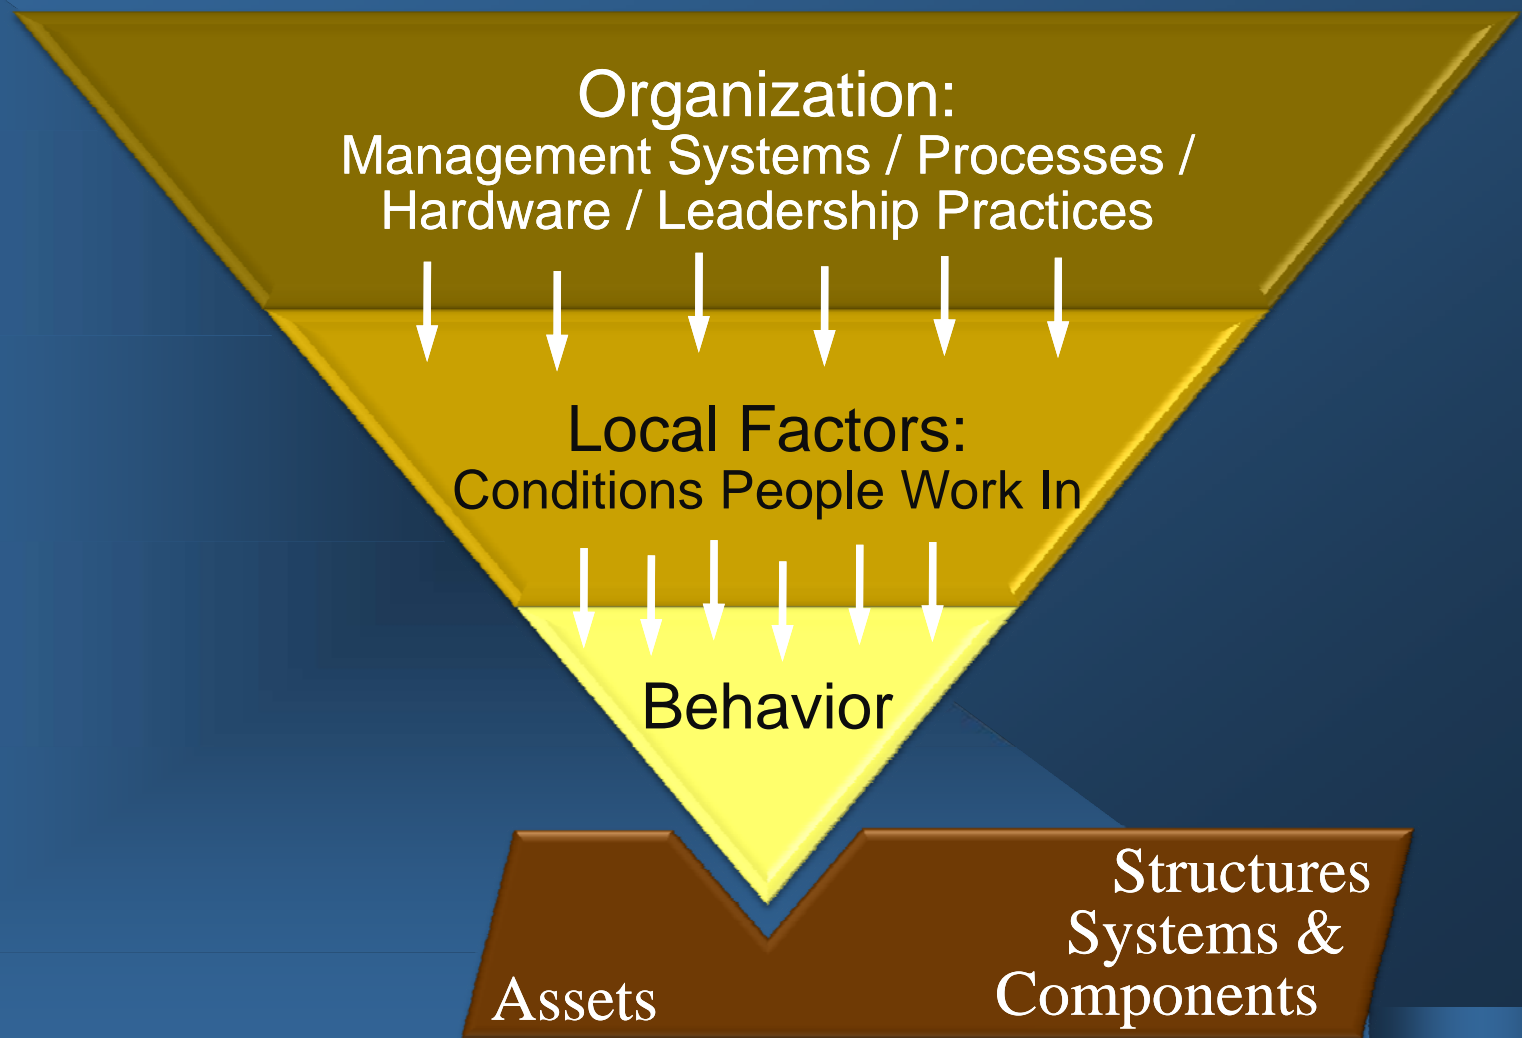 Organization:
Management Systems / Processes /
Hardware / Leadership Practices
Local Factors:
Conditions People Work In
Behavior
Assets
Structures
Systems &
Components